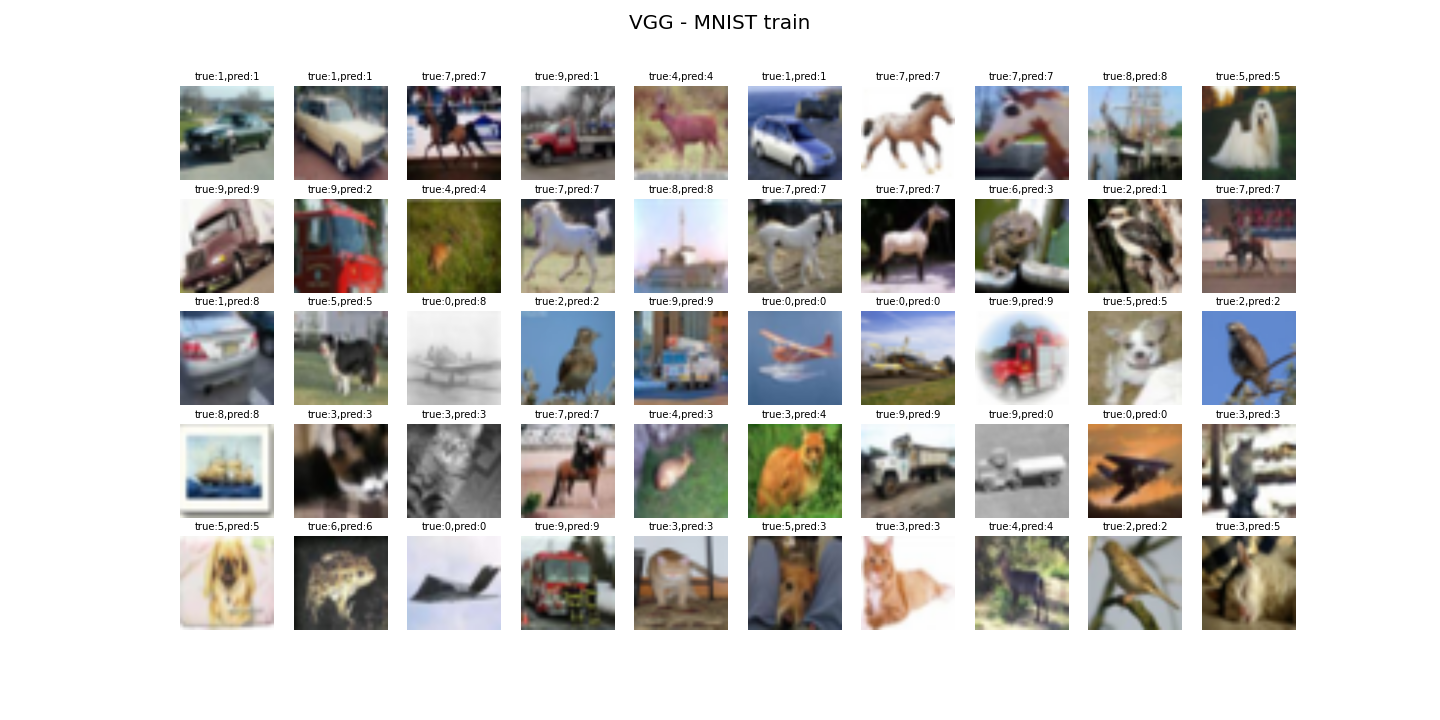 VGG - MNIST train
true:1,pred:1 true:1,pred:1 true:7,pred:7 true:9,pred:1 true:4,pred:4 true:1,pred:1 true:7,pred:7 true:7,pred:7 true:8,pred:8 true:5,pred:5
true:9,pred:9 true:9,pred:2 true:4,pred:4 true:7,pred:7 true:8,pred:8 true:7,pred:7 true:7,pred:7 true:6,pred:3 true:2,pred:1 true:7,pred:7
true:1,pred:8 true:5,pred:5 true:0,pred:8 true:2,pred:2 true:9,pred:9 true:0,pred:0 true:0,pred:0 true:9,pred:9 true:5,pred:5 true:2,pred:2
true:8,pred:8 true:3,pred:3 true:3,pred:3 true:7,pred:7 true:4,pred:3 true:3,pred:4 true:9,pred:9 true:9,pred:0 true:0,pred:0 true:3,pred:3
true:5,pred:5 true:6,pred:6 true:0,pred:0 true:9,pred:9 true:3,pred:3 true:5,pred:3 true:3,pred:3 true:4,pred:4 true:2,pred:2 true:3,pred:5